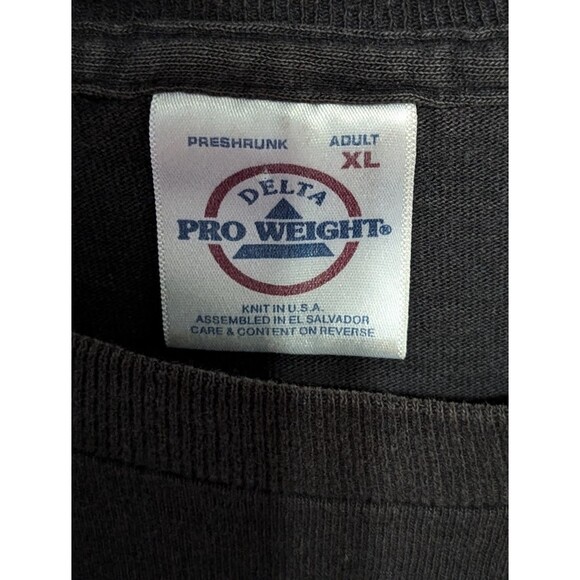 PRESHRUNK ADULT
XL
DELTA
PRO WEIGHT®
KNIT IN U.S.A.
ASSEMBLED IN EL SALVADOR
CARE & CONTENT ON REVERSE